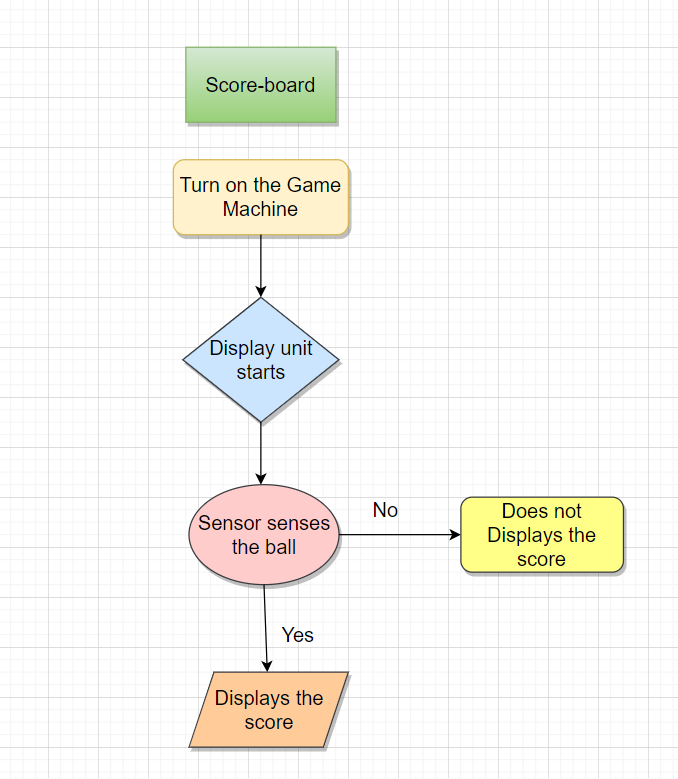 Score-board
Turn on the Game
Machine
Display unit
starts
Sensor senses
the ball
No
Does not
Displays the
score
Yes
Displays the
score